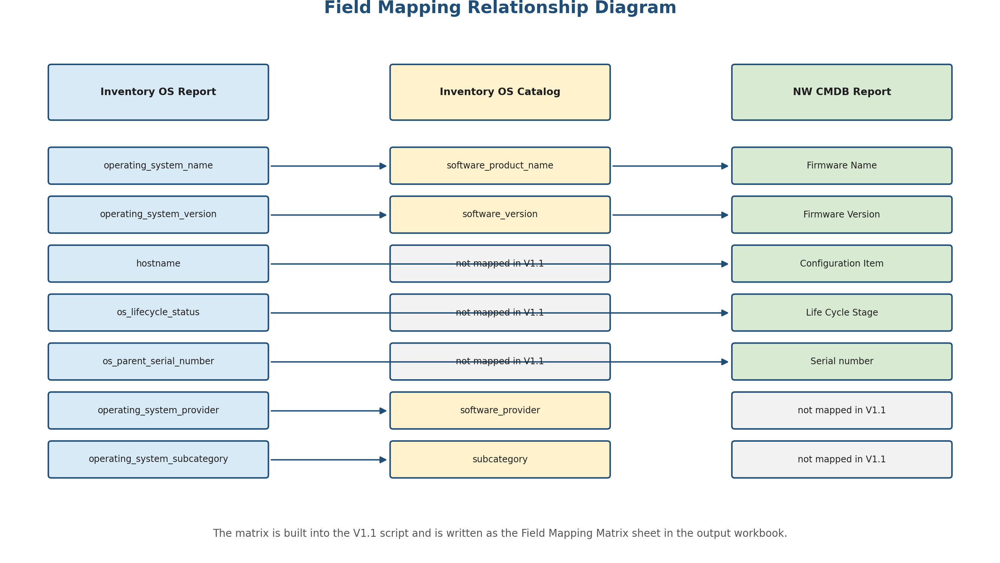 Field Mapping Relationship Diagram
Inventory OS Report
Inventory OS Catalog
NW CMDB Report
operating_system_name
software_product_name
Firmware Name
operating_system_version
software_version
Firmware Version
hostname
not mapped in V1.1
Configuration Item
os_lifecycle_status
not mapped in V1.1
Life Cycle Stage
os_parent_serial_number
not mapped in V1.1
Serial number
operating_system_provider
software_provider
not mapped in V1.1
operating_system_subcategory
subcategory
not mapped in V1.1
The matrix is built into the V1.1 script and is written as the Field Mapping Matrix sheet in the output workbook.